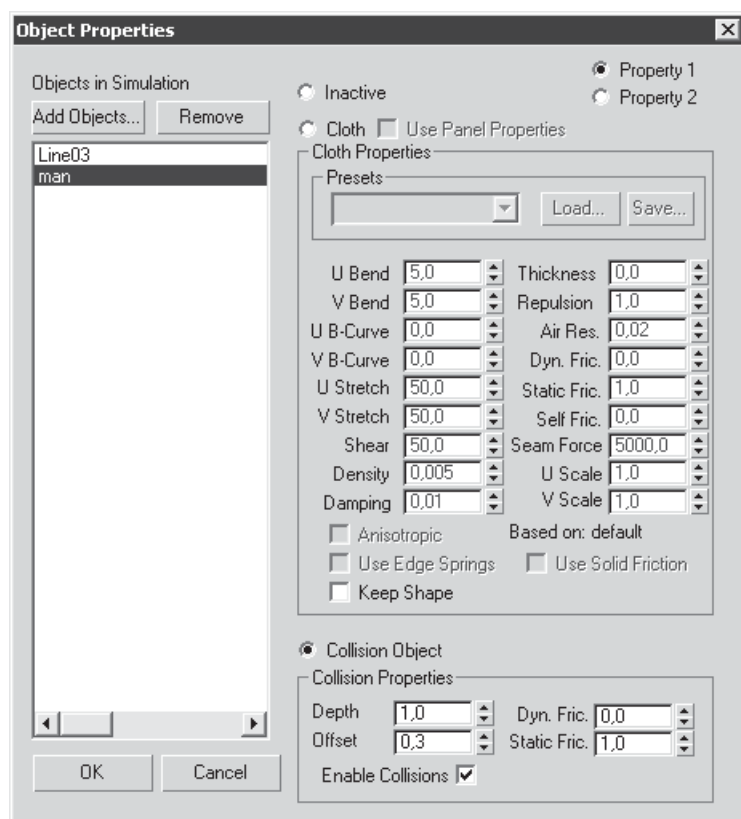 Object Properties
Objects in Simulation
Add Objects... Remove
Line03
man
OK Cancel
Inactive
Property 1
Property 2
Cloth Use Panel Properties
Cloth Properties
Presets
Load... Save...
U Bend 5,0 Thickness 0,0
V Bend 5,0 Repulsion 1,0
U B-Curve 0,0 Air Res. 0,02
V B-Curve 0,0 Dyn. Fric. 0,0
U Stretch 50,0 Static Fric. 1,0
V Stretch 50,0 Self Fric. 0,0
Shear 50,0 Seam Force 5000,0
Density 0,005 U Scale 1,0
Damping 0,01 V Scale 1,0
Anisotropic Based on: default
Use Edge Springs Use Solid Friction
Keep Shape
Collision Object
Collision Properties
Depth 1,0 Dyn. Fric. 0,0
Offset 0,3 Static Fric. 1,0
Enable Collisions